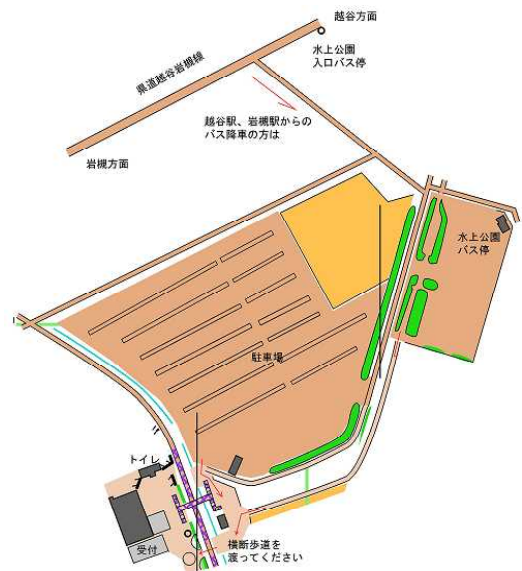 越谷方面
水上公園
入口バス停
県道越谷岩槻線
越谷駅、岩槻駅からの
バス降車の方は
岩槻方面
水上公園
バス停
駐車場
トイレ
受付
横断歩道を
渡ってください